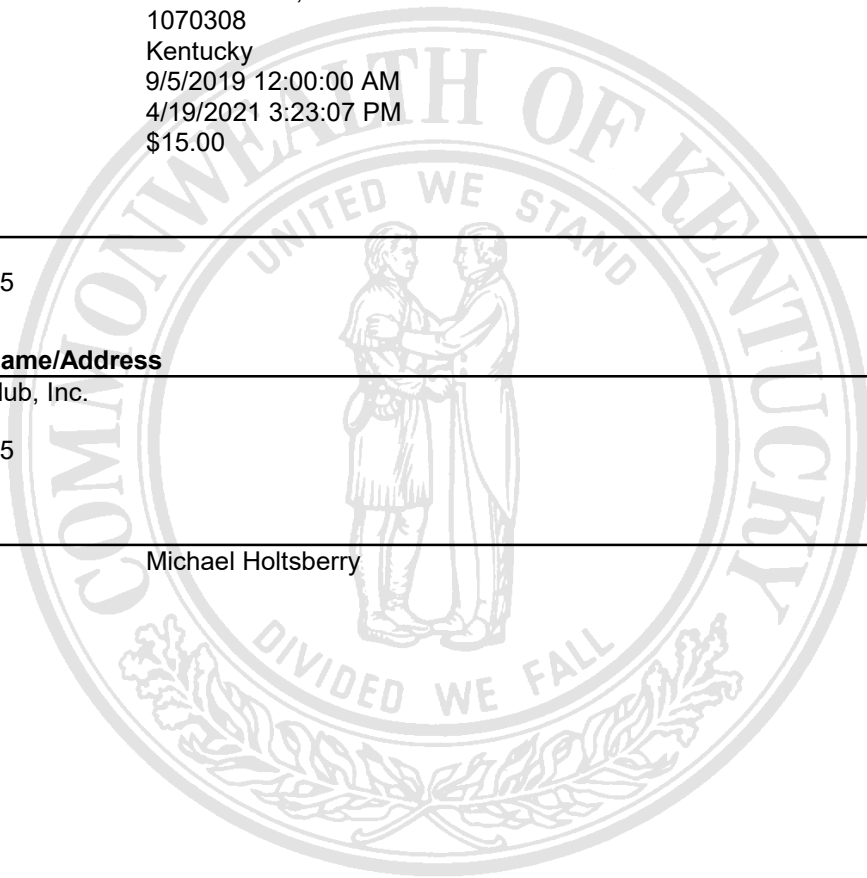 1070308
Kentucky
9/5/2019 12:00:00 AM
4/19/2021 3:23:07 PM
$15.00
COMMONWEALTH OF KENTUCKY
UNITED WE STAND
5
ame/Address
lub, Inc.
5
Michael Holtsberry
DIVIDED WE FALL